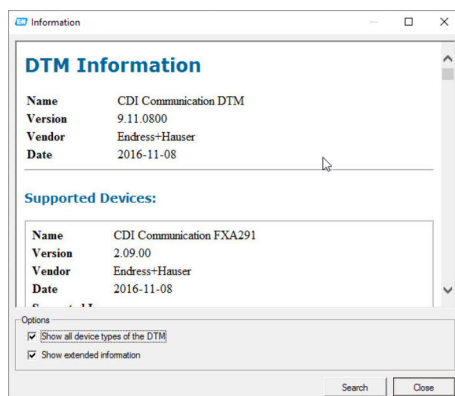 Information
DTM Information
Name CDI Communication DTM
Version 9.11.0800
Vendor Endress+Hauser
Date 2016-11-08
Supported Devices:
Name CDI Communication FXA291
Version 2.09.00
Vendor Endress+Hauser
Date 2016-11-08
Options
Show all device types of the DTM
Show extended information
Search Close